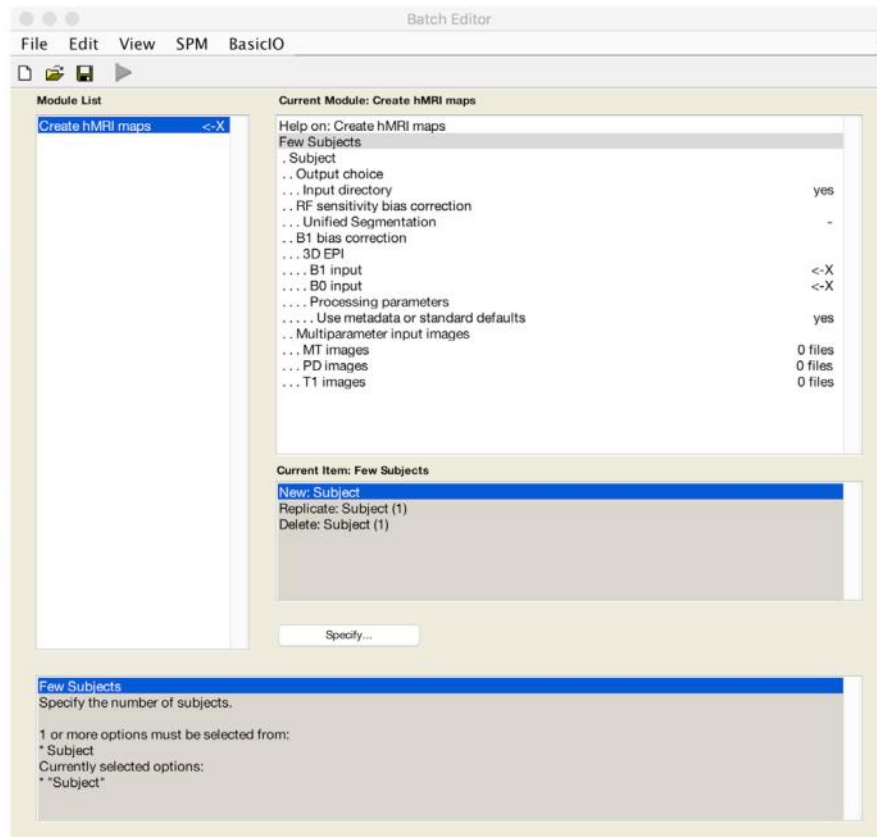 Batch Editor
File Edit View SPM BasicIO
Module List
Create hMRI maps <-X
Current Module: Create hMRI maps
Help on: Create hMRI maps
Few Subjects
. Subject
. . Output choice
. . . Input directory yes
. . RF sensitivity bias correction
. . . Unified Segmentation -
. . B1 bias correction
. . . 3D EPI
. . . . B1 input <-X
. . . . B0 input <-X
. . . . Processing parameters
. . . . . Use metadata or standard defaults yes
. . Multiparameter input images
. . . MT images 0 files
. . . PD images 0 files
. . . T1 images 0 files
Current Item: Few Subjects
New: Subject
Replicate: Subject (1)
Delete: Subject (1)
Specify...
Few Subjects
Specify the number of subjects.
1 or more options must be selected from:
* Subject
Currently selected options:
* "Subject"